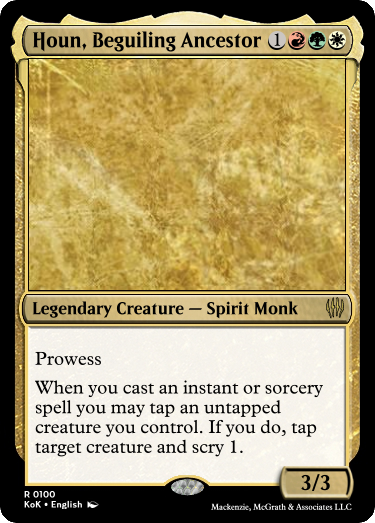 Houn, Beguiling Ancestor 1
Legendary Creature — Spirit Monk
Prowess
When you cast an instant or sorcery
spell you may tap an untapped
creature you control. If you do, tap
target creature and scry 1.
3/3
R 0100
KoK • English
Mackenzie, McGrath & Associates LLC